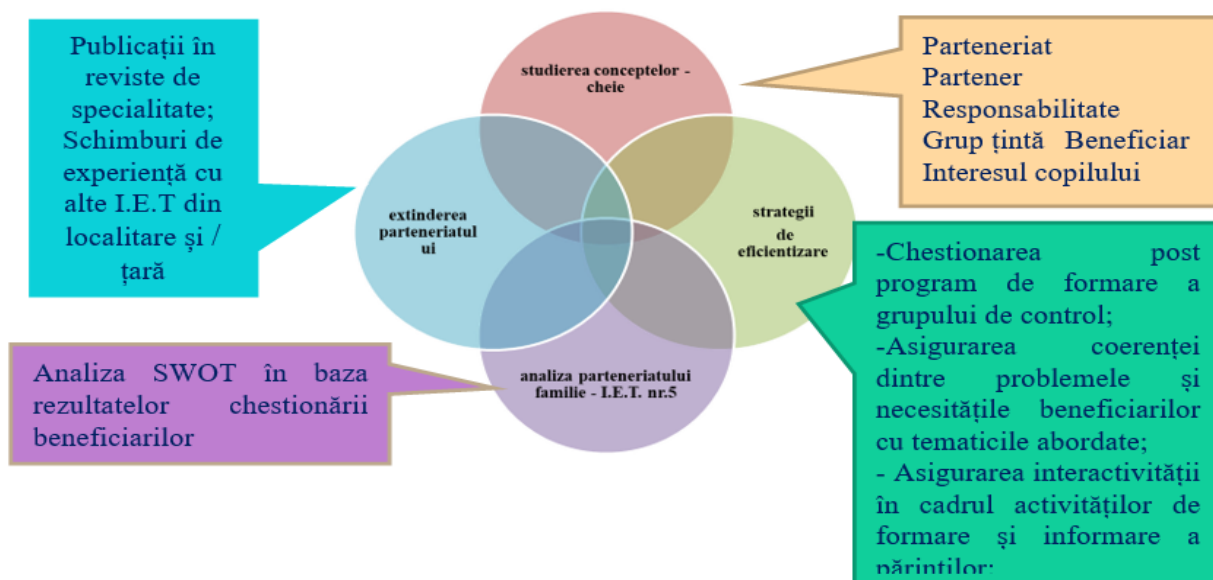 Publicații în
reviste de
specialitate;
Schimburi de
experiență cu
alte I.E.T din
localitare și /
țară
studierea conceptelor -
cheie
Parteneriat
Partener
Responsabilitate
Grup țintă Beneficiar
Interesul copilului
extinderea
parteneriatul
ui
strategii
de
eficientizare
-Chestionarea post
program de formare a
grupului de control;
-Asigurarea coerenței
dintre problemele și
necesitățile beneficiarilor
cu tematicile abordate;
- Asigurarea interactivității
în cadrul activităților de
formare și informare a
părinților;
Analiza SWOT în baza
rezultatelor chestionării
beneficiarilor
analiza parteneriatului
familie - I.E.T. nr.5